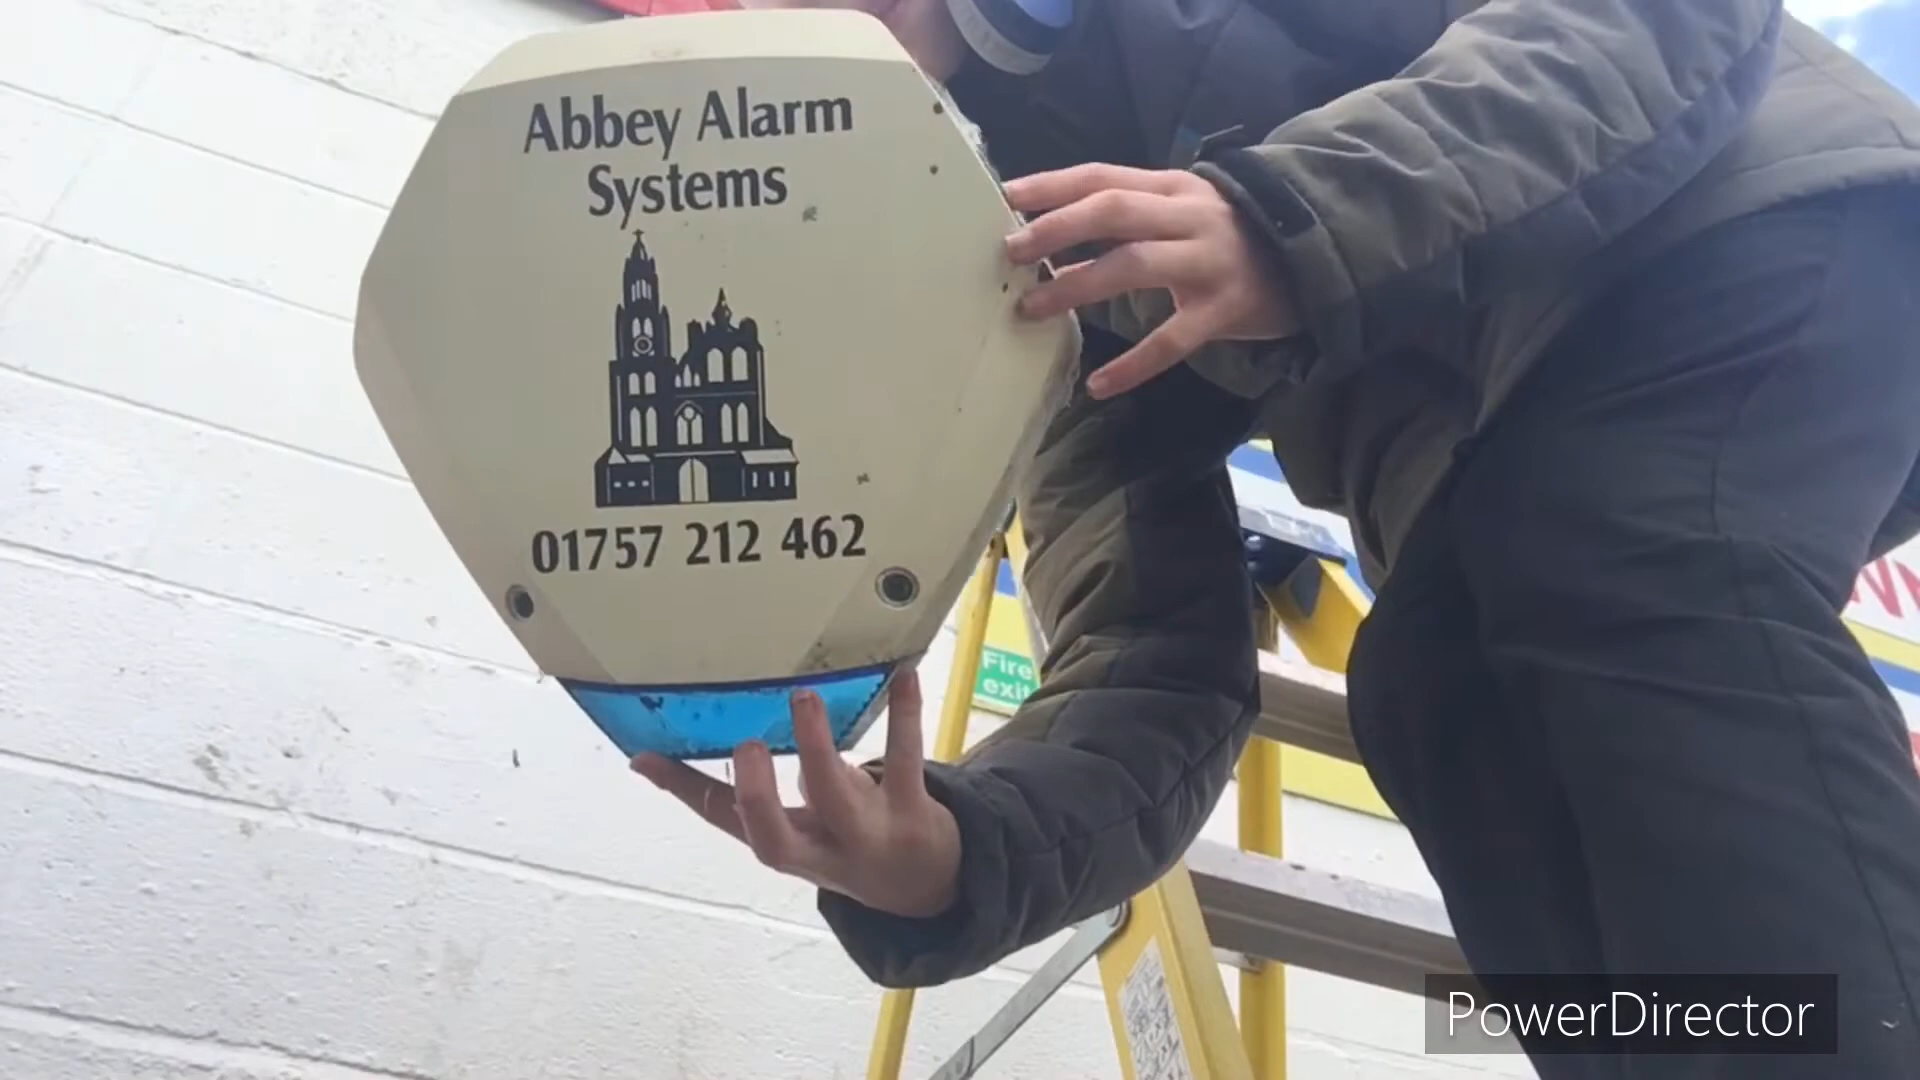 Abbey Alarm
Systems
01757 212 462
Fire
exit
PowerDirector